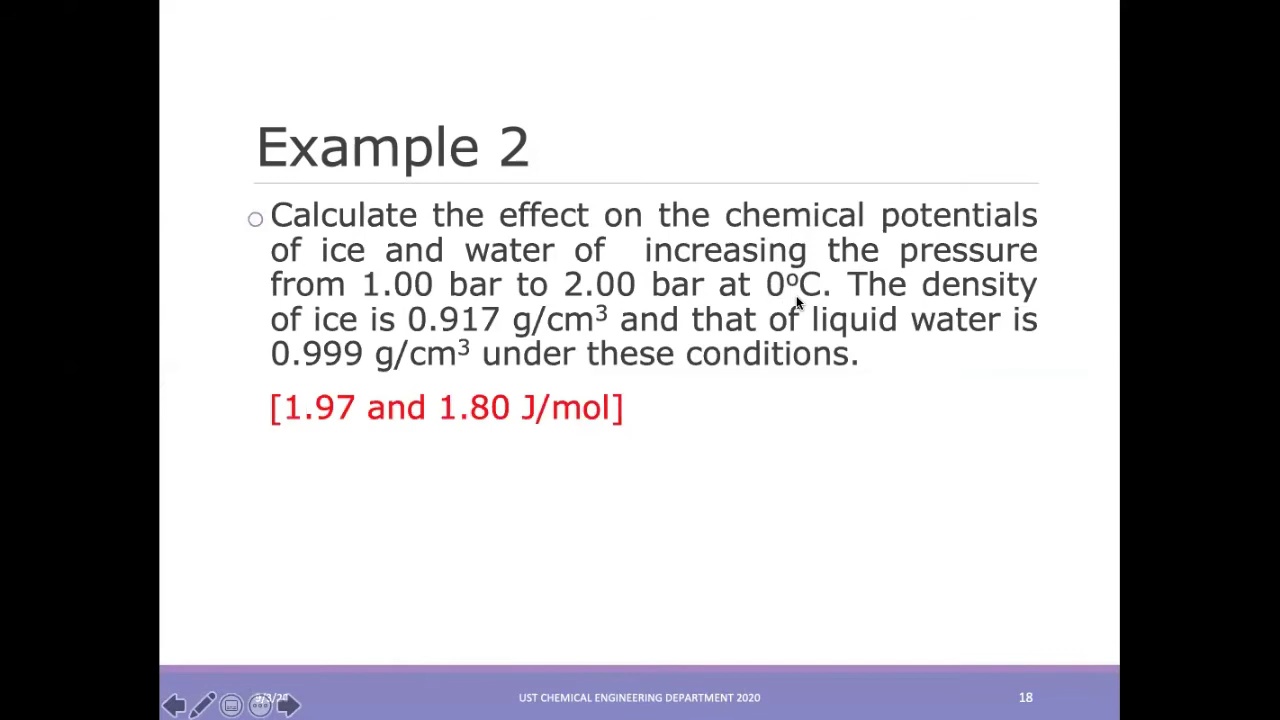 Example 2
Calculate the effect on the chemical potentials
of ice and water of increasing the pressure
from 1.00 bar to 2.00 bar at 0ºC. The density
of ice is 0.917 g/cm³ and that of liquid water is
0.999 g/cm³ under these conditions.
[1.97 and 1.80 J/mol]
UST CHEMICAL ENGINEERING DEPARTMENT 2020
18